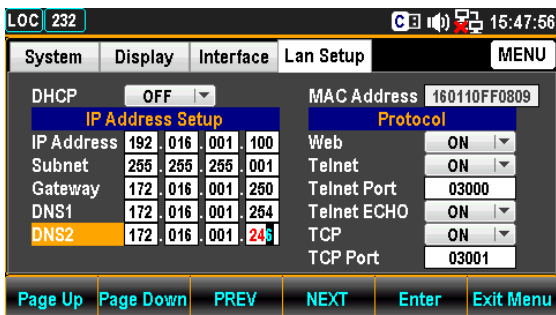 LOC 232 C 15:47:56
System Display Interface Lan Setup MENU
DHCP OFF MAC Address 160110FF0809
IP Address Setup Protocol
IP Address 192.016.001.100 Web ON
Subnet 255.255.255.001 Telnet ON
Gateway 172.016.001.250 Telnet Port 03000
DNS1 172.016.001.254 Telnet ECHO ON
DNS2 172.016.001.246 TCP ON
TCP Port 03001
Page Up Page Down PREV NEXT Enter Exit Menu